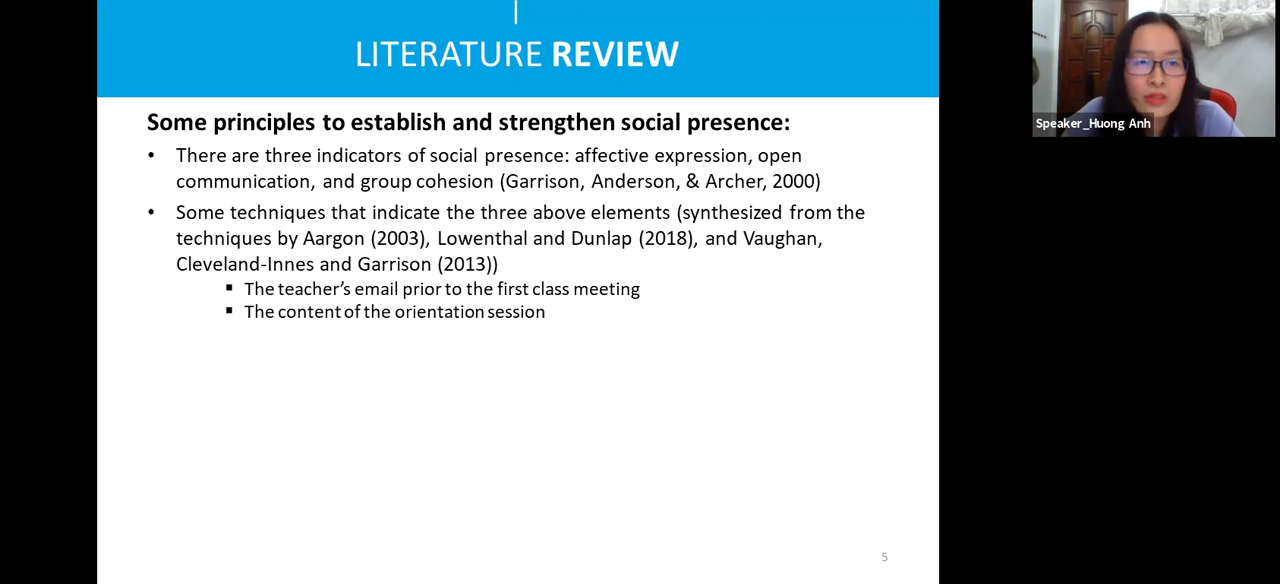 LITERATURE REVIEW
Some principles to establish and strengthen social presence:
• There are three indicators of social presence: affective expression, open
communication, and group cohesion (Garrison, Anderson, & Archer, 2000)
• Some techniques that indicate the three above elements (synthesized from the
techniques by Aargon (2003), Lowenthal and Dunlap (2018), and Vaughan,
Cleveland-Innes and Garrison (2013))
▪ The teacher’s email prior to the first class meeting
▪ The content of the orientation session
5
Speaker_Huong Anh